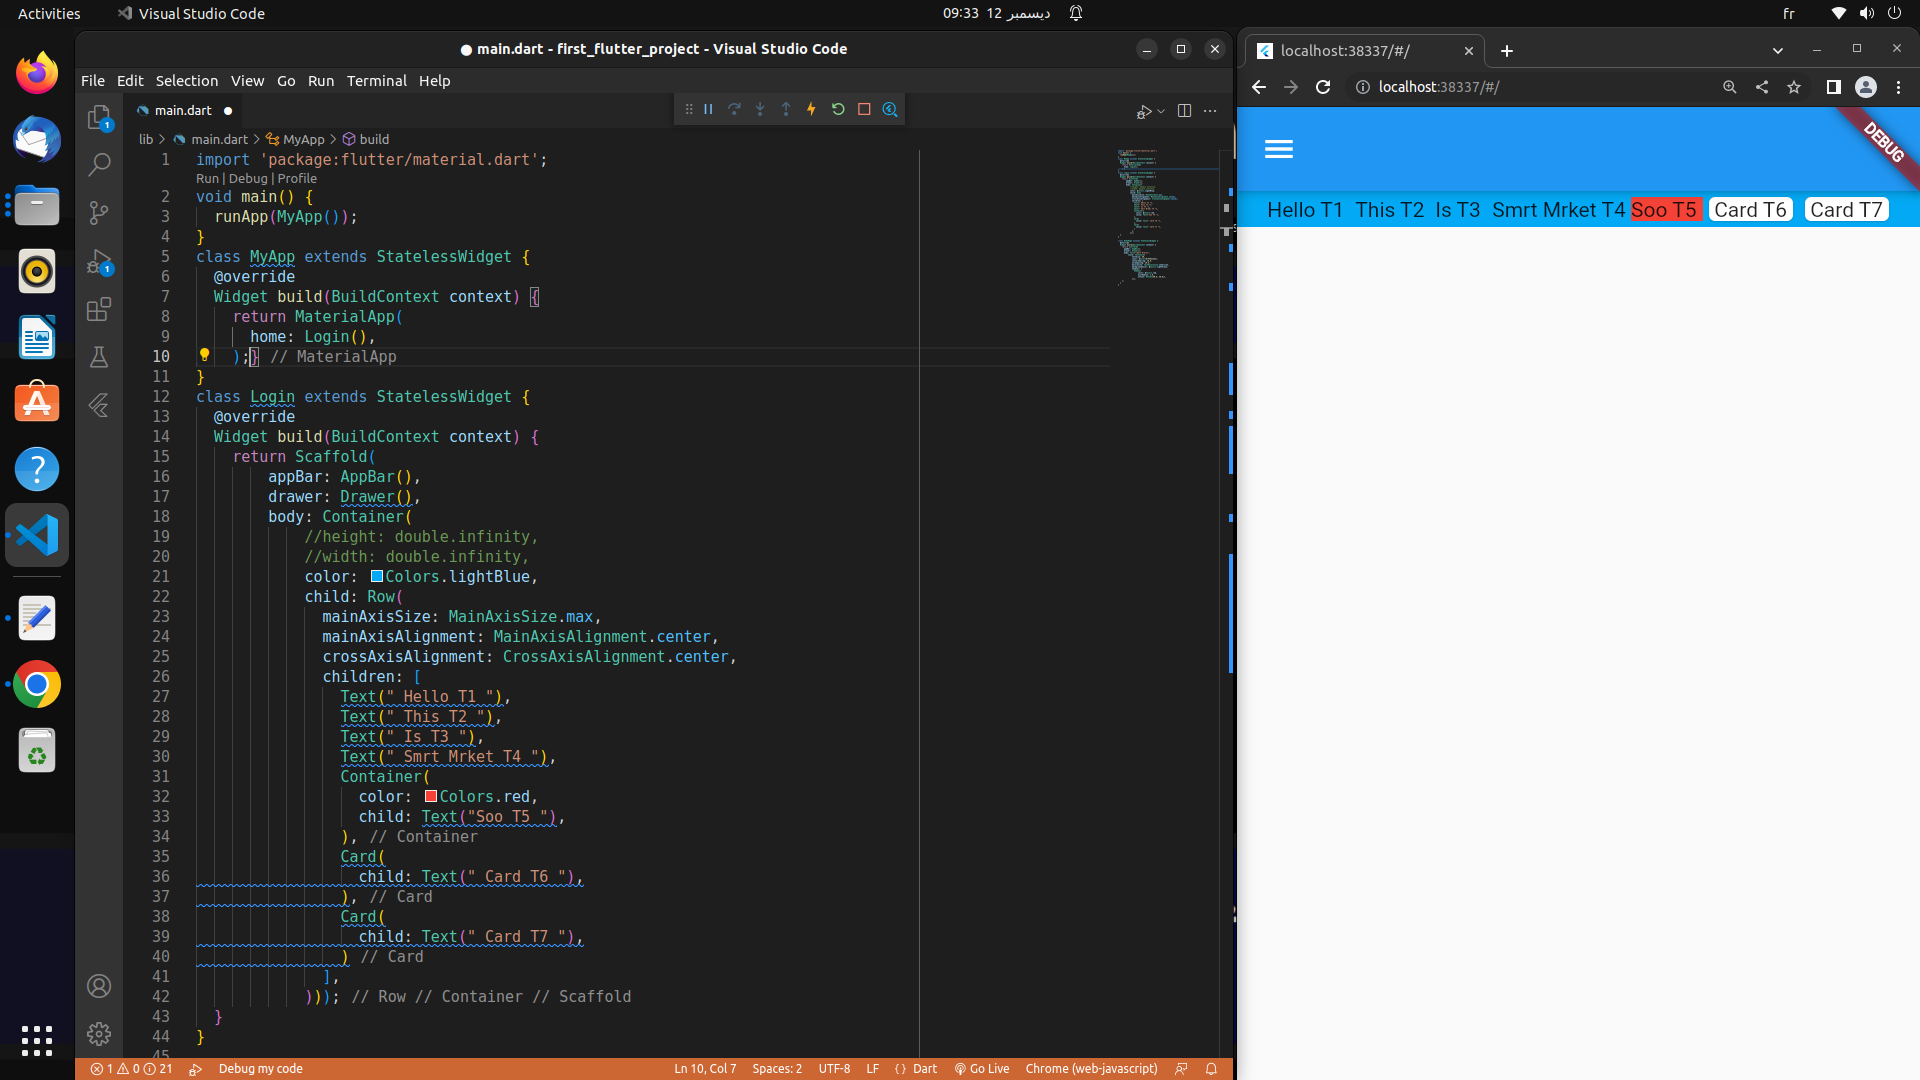 Activities
Visual Studio Code
09:33 12 ديسمبر
fr
main.dart - first_flutter_project - Visual Studio Code
File Edit Selection View Go Run Terminal Help
main.dart
lib > main.dart > MyApp > build
1 import 'package:flutter/material.dart';
Run | Debug | Profile
2 void main() {
3 runApp(MyApp());
4 }
5 class MyApp extends StatelessWidget {
6 @override
7 Widget build(BuildContext context) {
8 return MaterialApp(
9 home: Login(),
10 );} // MaterialApp
11 }
12 class Login extends StatelessWidget {
13 @override
14 Widget build(BuildContext context) {
15 return Scaffold(
16 appBar: AppBar(),
17 drawer: Drawer(),
18 body: Container(
19 //height: double.infinity,
20 //width: double.infinity,
21 color: Colors.lightBlue,
22 child: Row(
23 mainAxisSize: MainAxisSize.max,
24 mainAxisAlignment: MainAxisAlignment.center,
25 crossAxisAlignment: CrossAxisAlignment.center,
26 children: [
27 Text(" Hello T1 "),
28 Text(" This T2 "),
29 Text(" Is T3 "),
30 Text(" Smrt Mrket T4 "),
31 Container(
32 color: Colors.red,
33 child: Text("Soo T5 "),
34 ), // Container
35 Card(
36 child: Text(" Card T6 "),
37 ), // Card
38 Card(
39 child: Text(" Card T7 "),
40 ) // Card
41 ],
42 ))); // Row // Container // Scaffold
43 }
44 }
45
1
1
1 0 21
Debug my code
Ln 10, Col 7
Spaces: 2
UTF-8
LF
{} Dart
Go Live
Chrome (web-javascript)
localhost:38337/#/
localhost:38337/#/
DEBUG
Hello T1 This T2 Is T3 Smrt Mrket T4 Soo T5 Card T6 Card T7